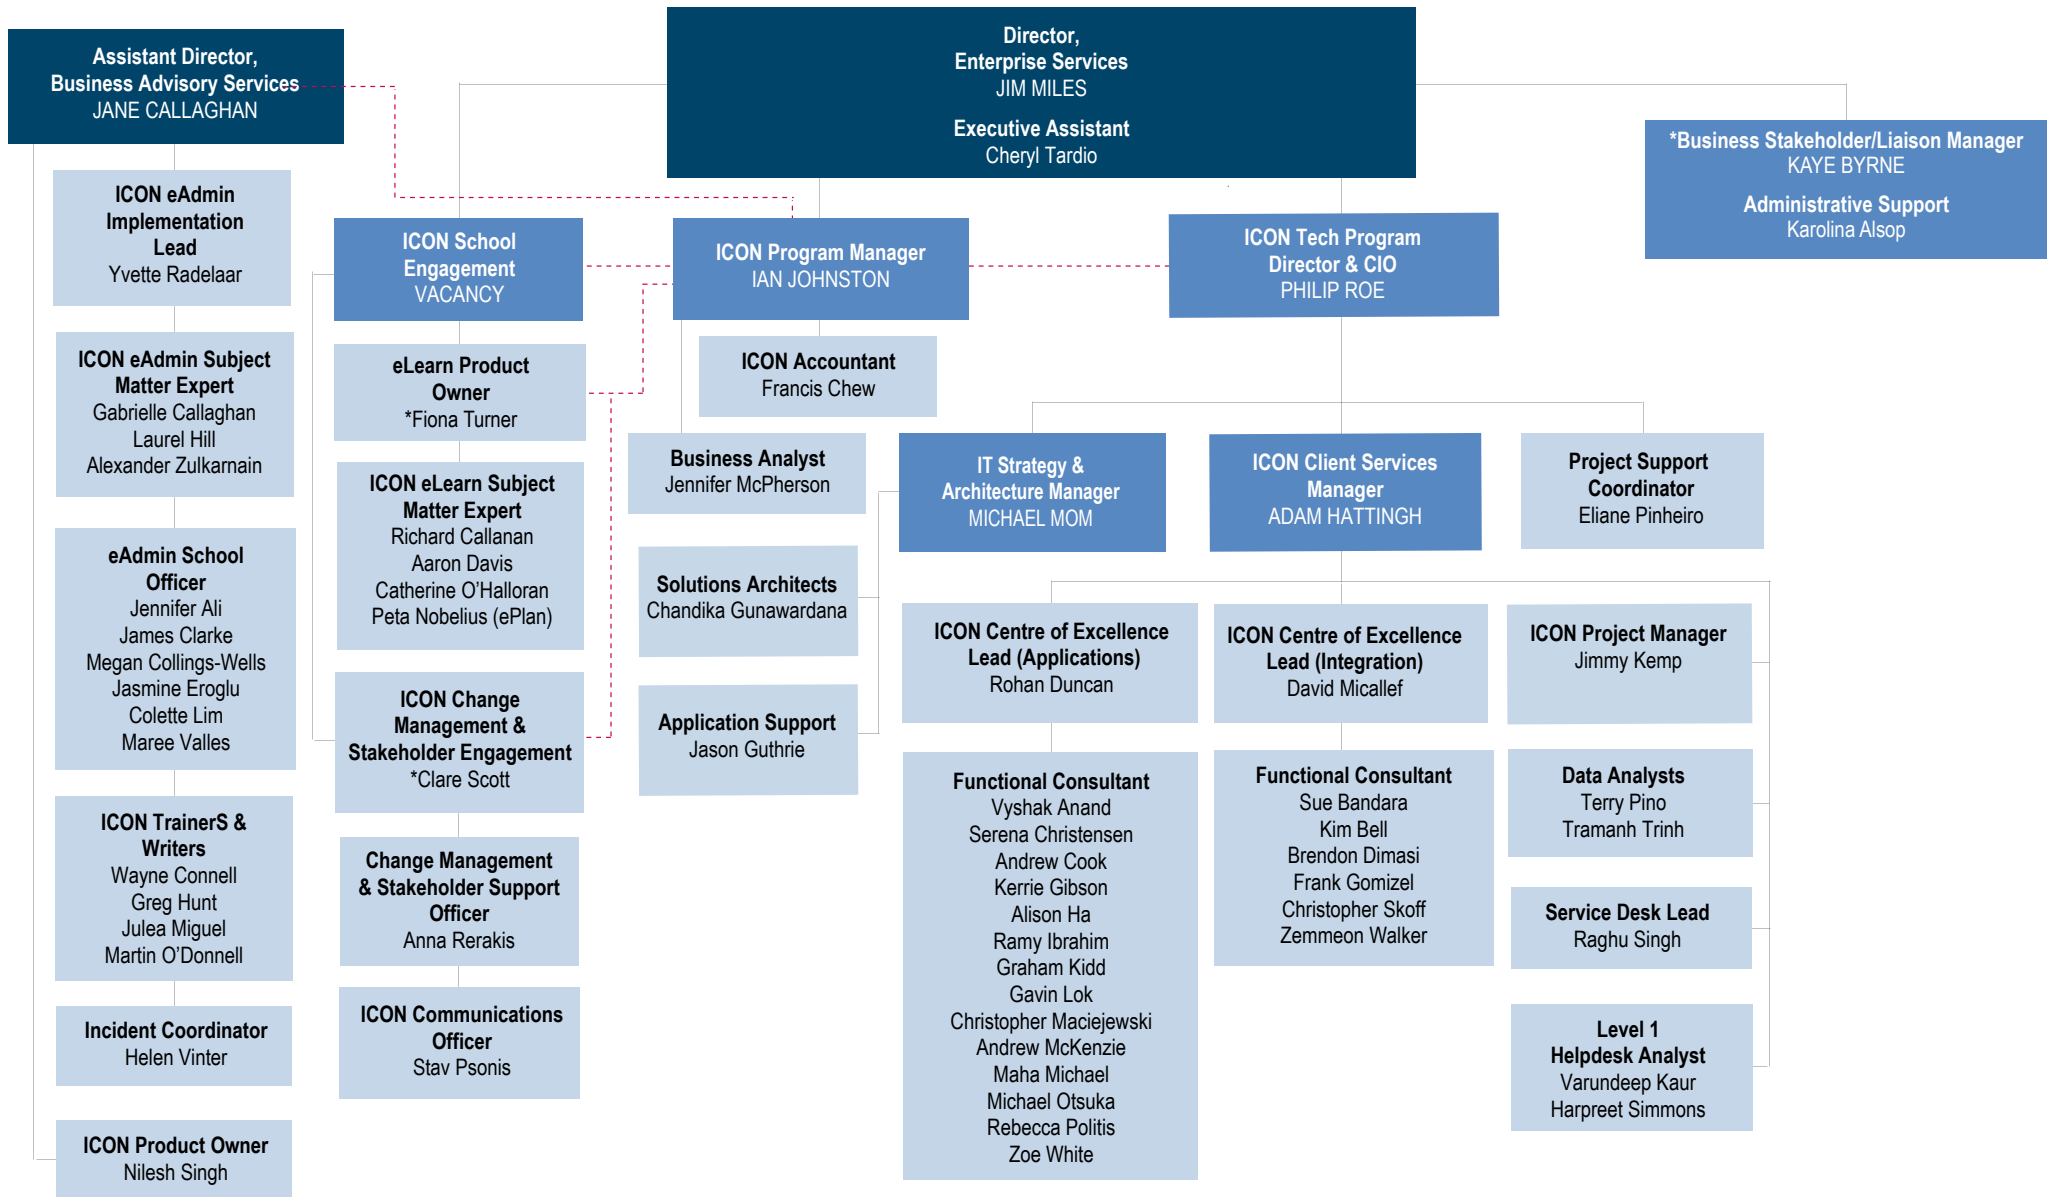 Assistant Director,
Business Advisory Services
JANE CALLAGHAN
Director,
Enterprise Services
JIM MILES
Executive Assistant
Cheryl Tardio
*Business Stakeholder/Liaison Manager
KAYE BYRNE
Administrative Support
Karolina Alsop
ICON eAdmin
Implementation
Lead
Yvette Radelaar
ICON eAdmin Subject
Matter Expert
Gabrielle Callaghan
Laurel Hill
Alexander Zulkarnain
eAdmin School
Officer
Jennifer Ali
James Clarke
Megan Collings-Wells
Jasmine Eroglu
Colette Lim
Maree Valles
ICON TrainerS &
Writers
Wayne Connell
Greg Hunt
Julea Miguel
Martin O’Donnell
Incident Coordinator
Helen Vinter
ICON Product Owner
Nilesh Singh
ICON School
Engagement
VACANCY
eLearn Product
Owner
*Fiona Turner
ICON eLearn Subject
Matter Expert
Richard Callanan
Aaron Davis
Catherine O’Halloran
Peta Nobelius (ePlan)
ICON Change
Management &
Stakeholder Engagement
*Clare Scott
Change Management
& Stakeholder Support
Officer
Anna Rerakis
ICON Communications
Officer
Stav Psonis
ICON Program Manager
IAN JOHNSTON
ICON Accountant
Francis Chew
Business Analyst
Jennifer McPherson
ICON Tech Program
Director & CIO
PHILIP ROE
IT Strategy &
Architecture Manager
MICHAEL MOM
Solutions Architects
Chandika Gunawardana
Application Support
Jason Guthrie
ICON Client Services
Manager
ADAM HATTINGH
Project Support
Coordinator
Eliane Pinheiro
ICON Centre of Excellence
Lead (Applications)
Rohan Duncan
Functional Consultant
Vyshak Anand
Serena Christensen
Andrew Cook
Kerrie Gibson
Alison Ha
Ramy Ibrahim
Graham Kidd
Gavin Lok
Christopher Maciejewski
Andrew McKenzie
Maha Michael
Michael Otsuka
Rebecca Politis
Zoe White
ICON Centre of Excellence
Lead (Integration)
David Micallef
Functional Consultant
Sue Bandara
Kim Bell
Brendon Dimasi
Frank Gomizel
Christopher Skoff
Zemmeon Walker
ICON Project Manager
Jimmy Kemp
Data Analysts
Terry Pino
Tramanh Trinh
Service Desk Lead
Raghu Singh
Level 1
Helpdesk Analyst
Varundeep Kaur
Harpreet Simmons